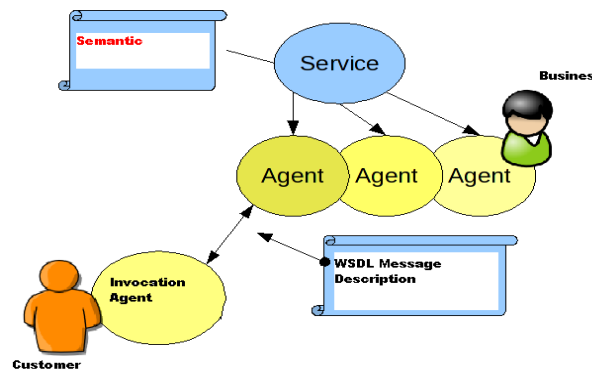 Semantic
Service
Busines
Agent
Agent
Agent
WSDL Message
Description
Invocation
Agent
Customer